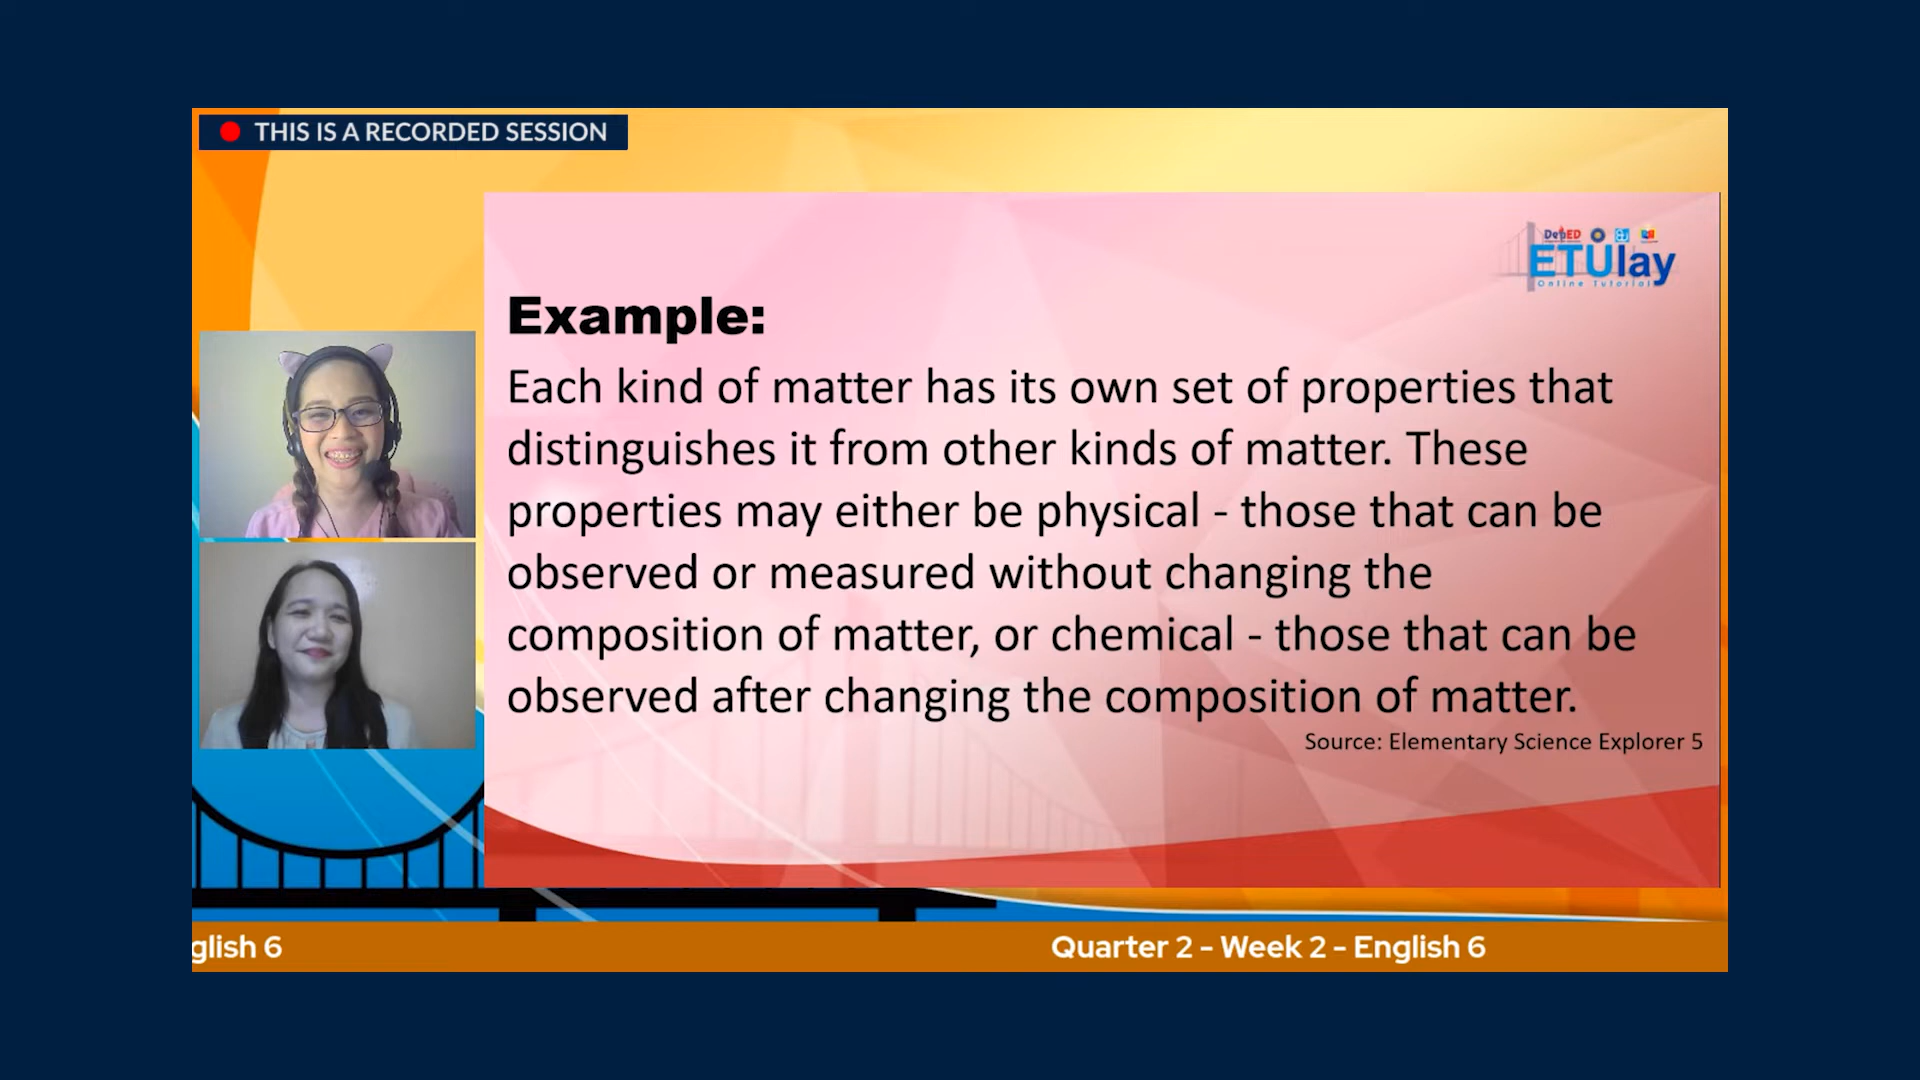 THIS IS A RECORDED SESSION
DepED
ETUlay
Online Tutorial
Example:
Each kind of matter has its own set of properties that
distinguishes it from other kinds of matter. These
properties may either be physical - those that can be
observed or measured without changing the
composition of matter, or chemical - those that can be
observed after changing the composition of matter.
Source: Elementary Science Explorer 5
glish 6
Quarter 2 - Week 2 - English 6